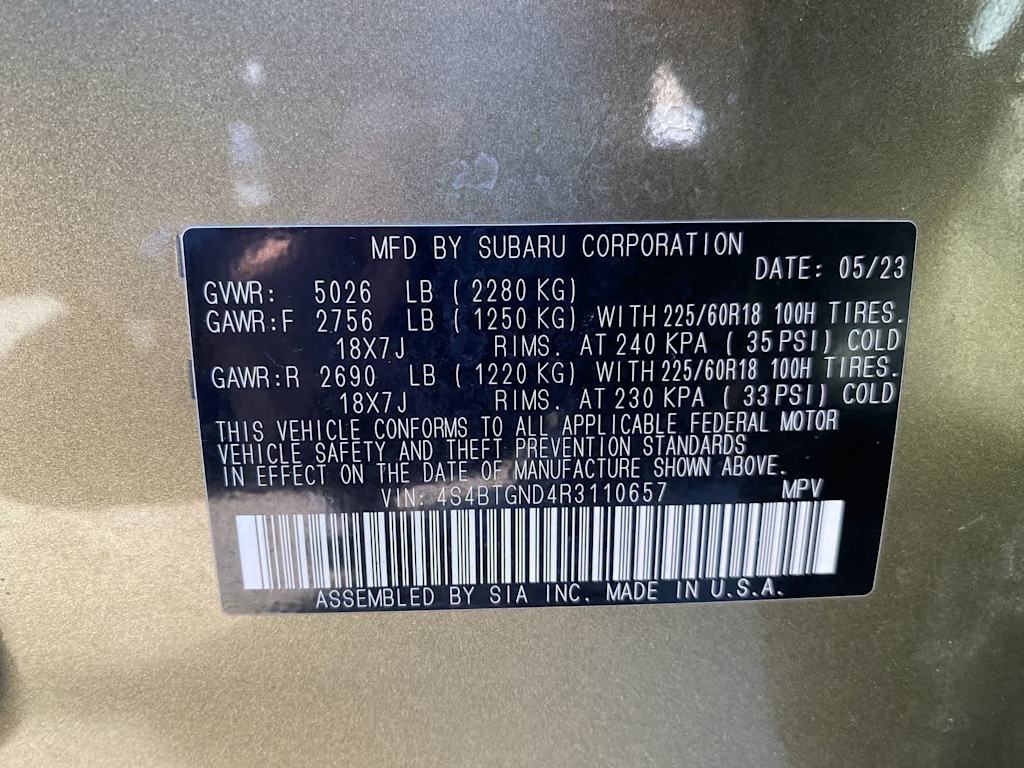 MFD BY SUBARU CORPORATION
DATE: 05/23
GVWR: 5026 LB ( 2280 KG)
GAWR:F 2756 LB ( 1250 KG) WITH 225/60R18 100H TIRES.
18X7J RIMS. AT 240 KPA ( 35 PSI) COLD
GAWR:R 2690 LB ( 1220 KG) WITH 225/60R18 100H TIRES.
18X7J RIMS. AT 230 KPA ( 33 PSI) COLD
THIS VEHICLE CONFORMS TO ALL APPLICABLE FEDERAL MOTOR
VEHICLE SAFETY AND THEFT PREVENTION STANDARDS
IN EFFECT ON THE DATE OF MANUFACTURE SHOWN ABOVE.
VIN: 4S4BTGND4R3110657 MPV
ASSEMBLED BY SIA INC. MADE IN U.S.A.